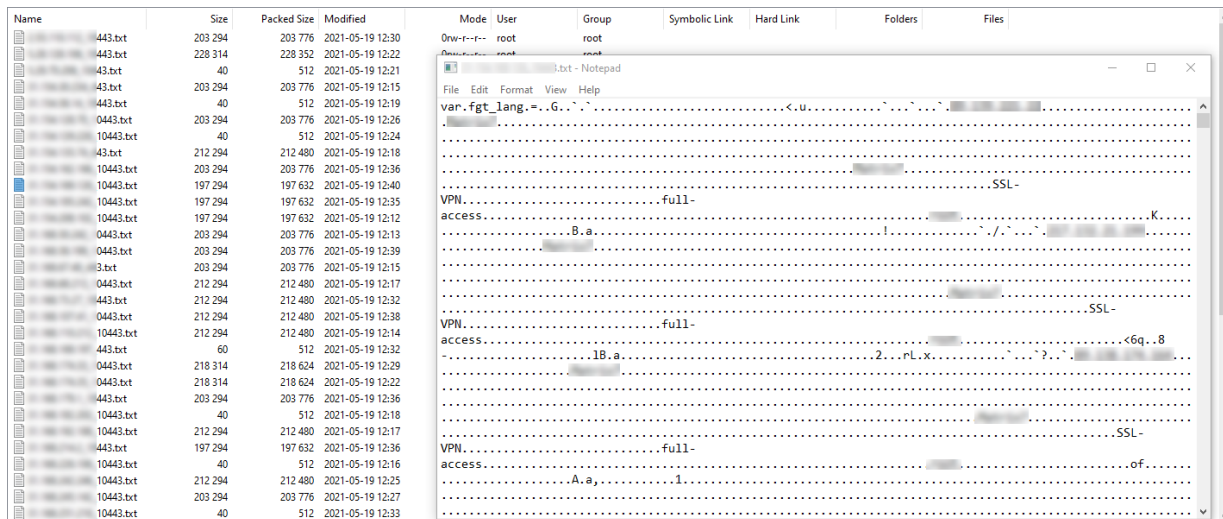 Name Size Packed Size Modified Mode User Group Symbolic Link Hard Link Folders Files
443.txt 203 294 203 776 2021-05-19 12:30 0rw-r--r-- root root
443.txt 228 314 228 352 2021-05-19 12:22
43.txt 40 512 2021-05-19 12:21
43.txt 203 294 203 776 2021-05-19 12:15
443.txt 40 512 2021-05-19 12:19
0443.txt 203 294 203 776 2021-05-19 12:26
10443.txt 40 512 2021-05-19 12:24
43.txt 212 294 212 480 2021-05-19 12:18
10443.txt 203 294 203 776 2021-05-19 12:36
10443.txt 197 294 197 632 2021-05-19 12:40
10443.txt 197 294 197 632 2021-05-19 12:35
10443.txt 197 294 197 632 2021-05-19 12:12
0443.txt 203 294 203 776 2021-05-19 12:13
0443.txt 203 294 203 776 2021-05-19 12:39
3.txt 203 294 203 776 2021-05-19 12:15
0443.txt 212 294 212 480 2021-05-19 12:17
443.txt 212 294 212 480 2021-05-19 12:32
0443.txt 212 294 212 480 2021-05-19 12:38
10443.txt 212 294 212 480 2021-05-19 12:14
443.txt 60 512 2021-05-19 12:32
0443.txt 218 314 218 624 2021-05-19 12:29
0443.txt 218 314 218 624 2021-05-19 12:22
443.txt 203 294 203 776 2021-05-19 12:36
10443.txt 40 512 2021-05-19 12:18
10443.txt 212 294 212 480 2021-05-19 12:17
443.txt 197 294 197 632 2021-05-19 12:36
10443.txt 40 512 2021-05-19 12:16
10443.txt 212 294 212 480 2021-05-19 12:25
10443.txt 203 294 203 776 2021-05-19 12:27
10443.txt 40 512 2021-05-19 12:33
.txt - Notepad
File Edit Format View Help
var.fgt_lang.=..G..`.`...<.u...`...`...`.
SSL-
VPN...full-
access...K...
B.a...!...`./.`...`.
SSL-
VPN...full-
access...<6q..8
-...1B.a...2...rL.x...`...`?..`.
SSL-
VPN...full-
access...of...
A.a,...1...